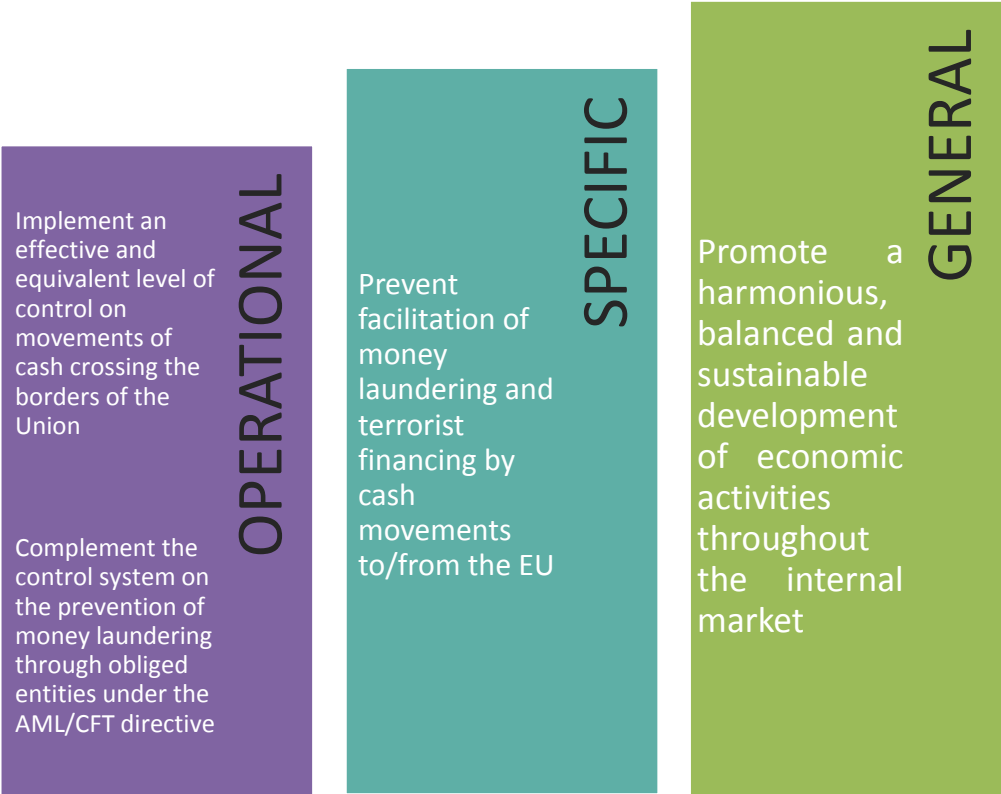 OPERATIONAL
Implement an
effective and
equivalent level of
control on
movements of
cash crossing the
borders of the
Union
Complement the
control system on
the prevention of
money laundering
through obliged
entities under the
AML/CFT directive
SPECIFIC
Prevent
facilitation of
money
laundering and
terrorist
financing by
cash
movements
to/from the EU
GENERAL
Promote a
harmonious,
balanced and
sustainable
development
of economic
activities
throughout
the internal
market